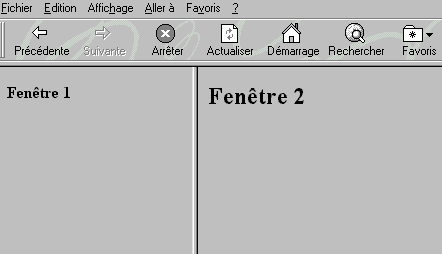 Fichier Edition Affichage Aller à Favoris ?
Précédente Suivante Arrêter Actualiser Démarrage Rechercher Favoris
Fenêtre 1
Fenêtre 2